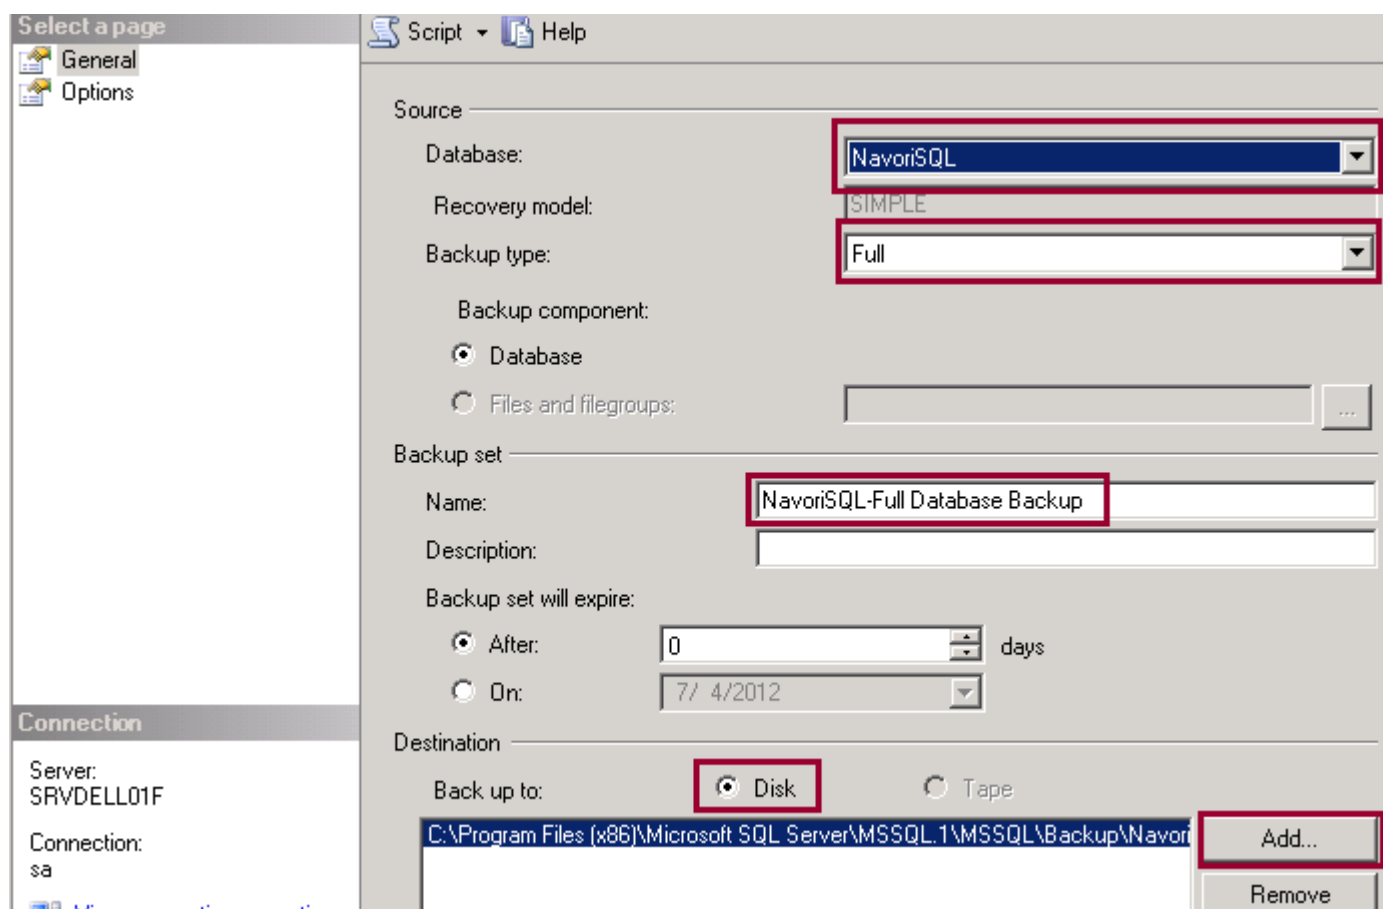 Select a page
General
Options
Script
Help
Source
Database:
NavoriSQL
Recovery model:
SIMPLE
Backup type:
Full
Backup component:
Database
Files and filegroups:
...
Backup set
Name:
NavoriSQL-Full Database Backup
Description:
Backup set will expire:
After:
0
days
On:
7/ 4/2012
Destination
Back up to:
Disk
Tape
C:\Program Files (x86)\Microsoft SQL Server\MSSQL.1\MSSQL\Backup\Navori
Add...
Remove
Connection
Server:
SRVDELL01F
Connection:
sa